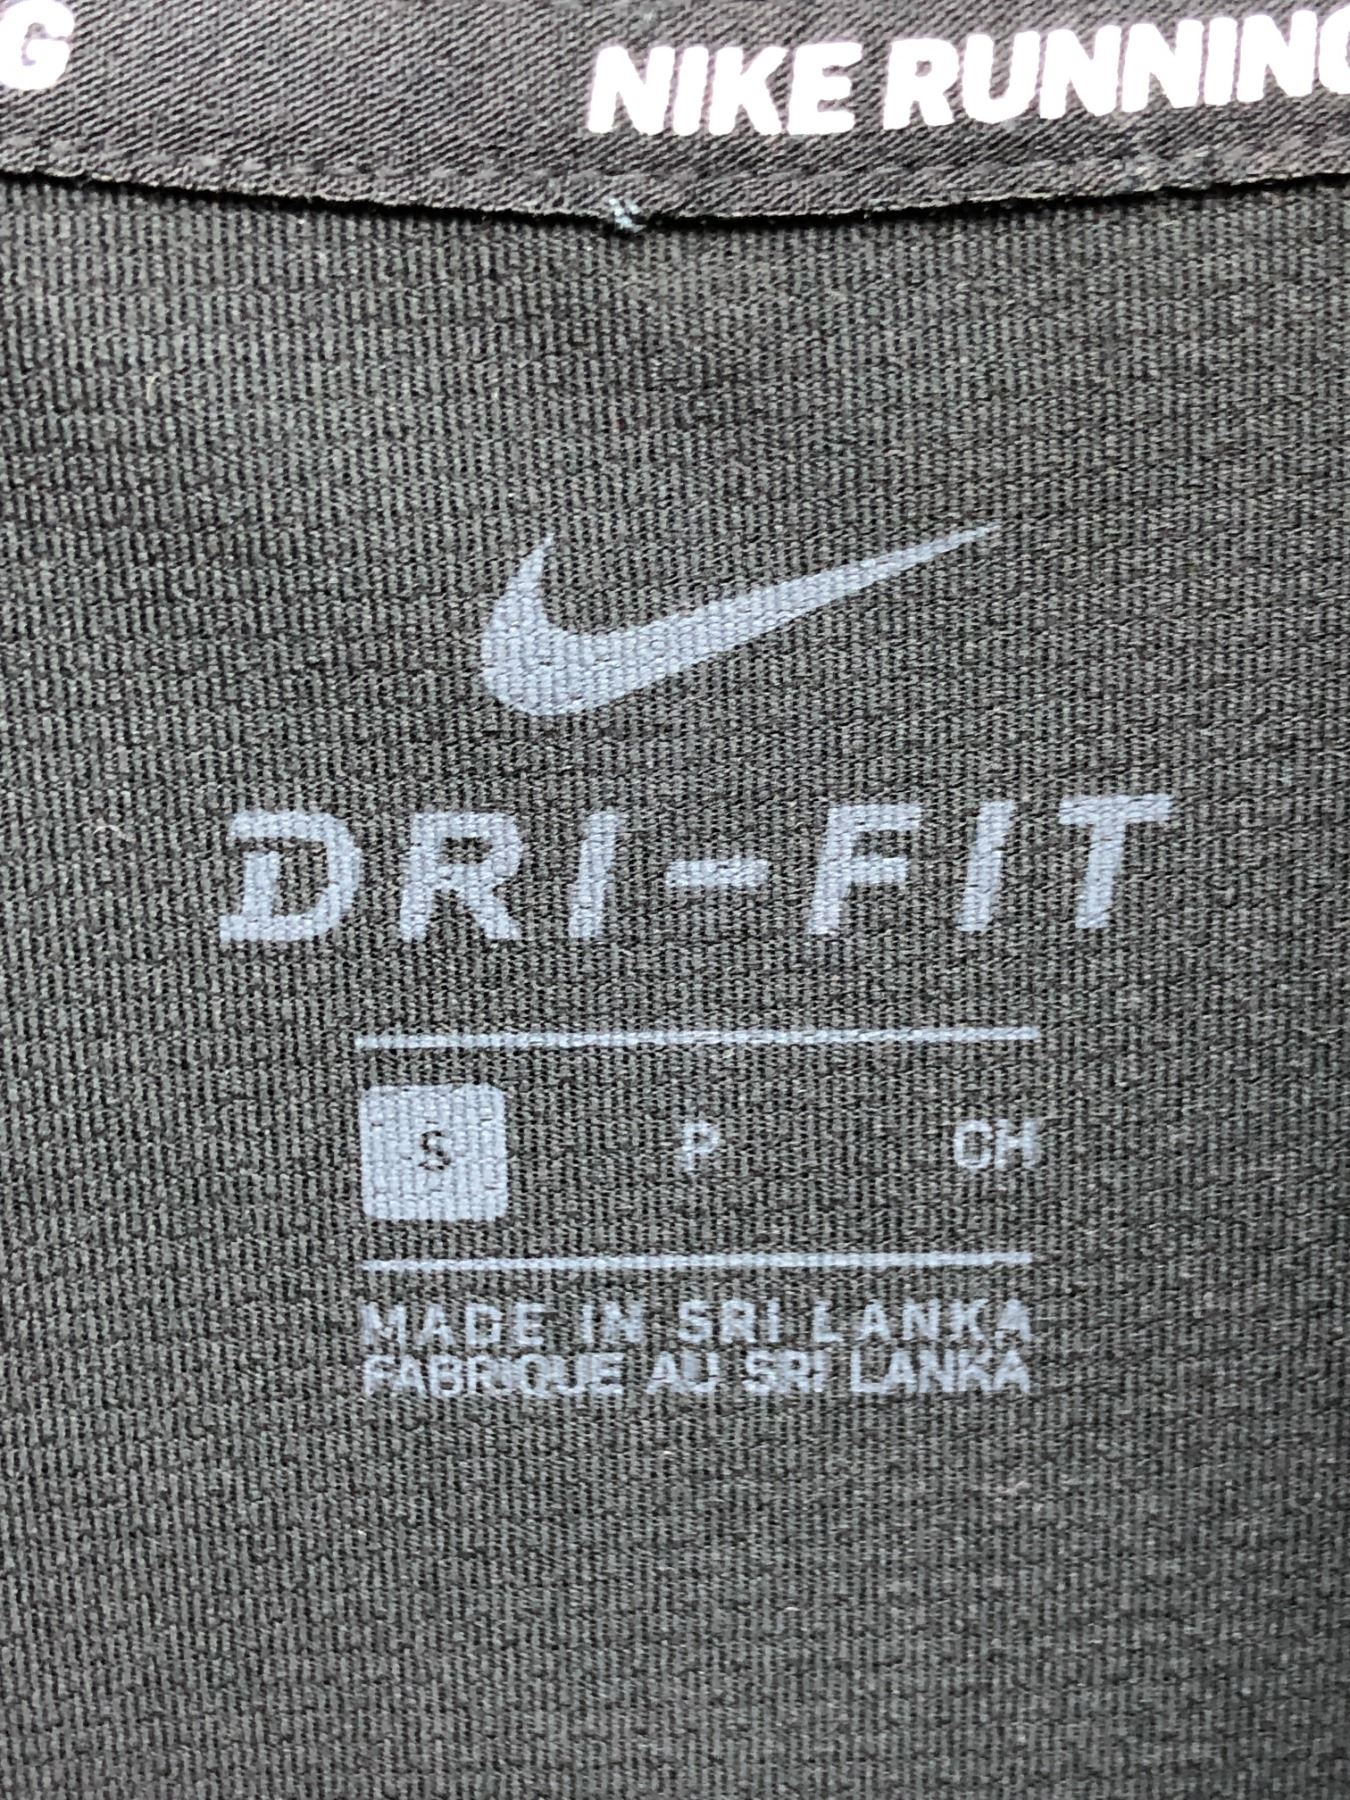 G NIKE RUNNING
DRI-FIT
S P CH
MADE IN SRI LANKA
FABRIQUE AU SRI LANKA